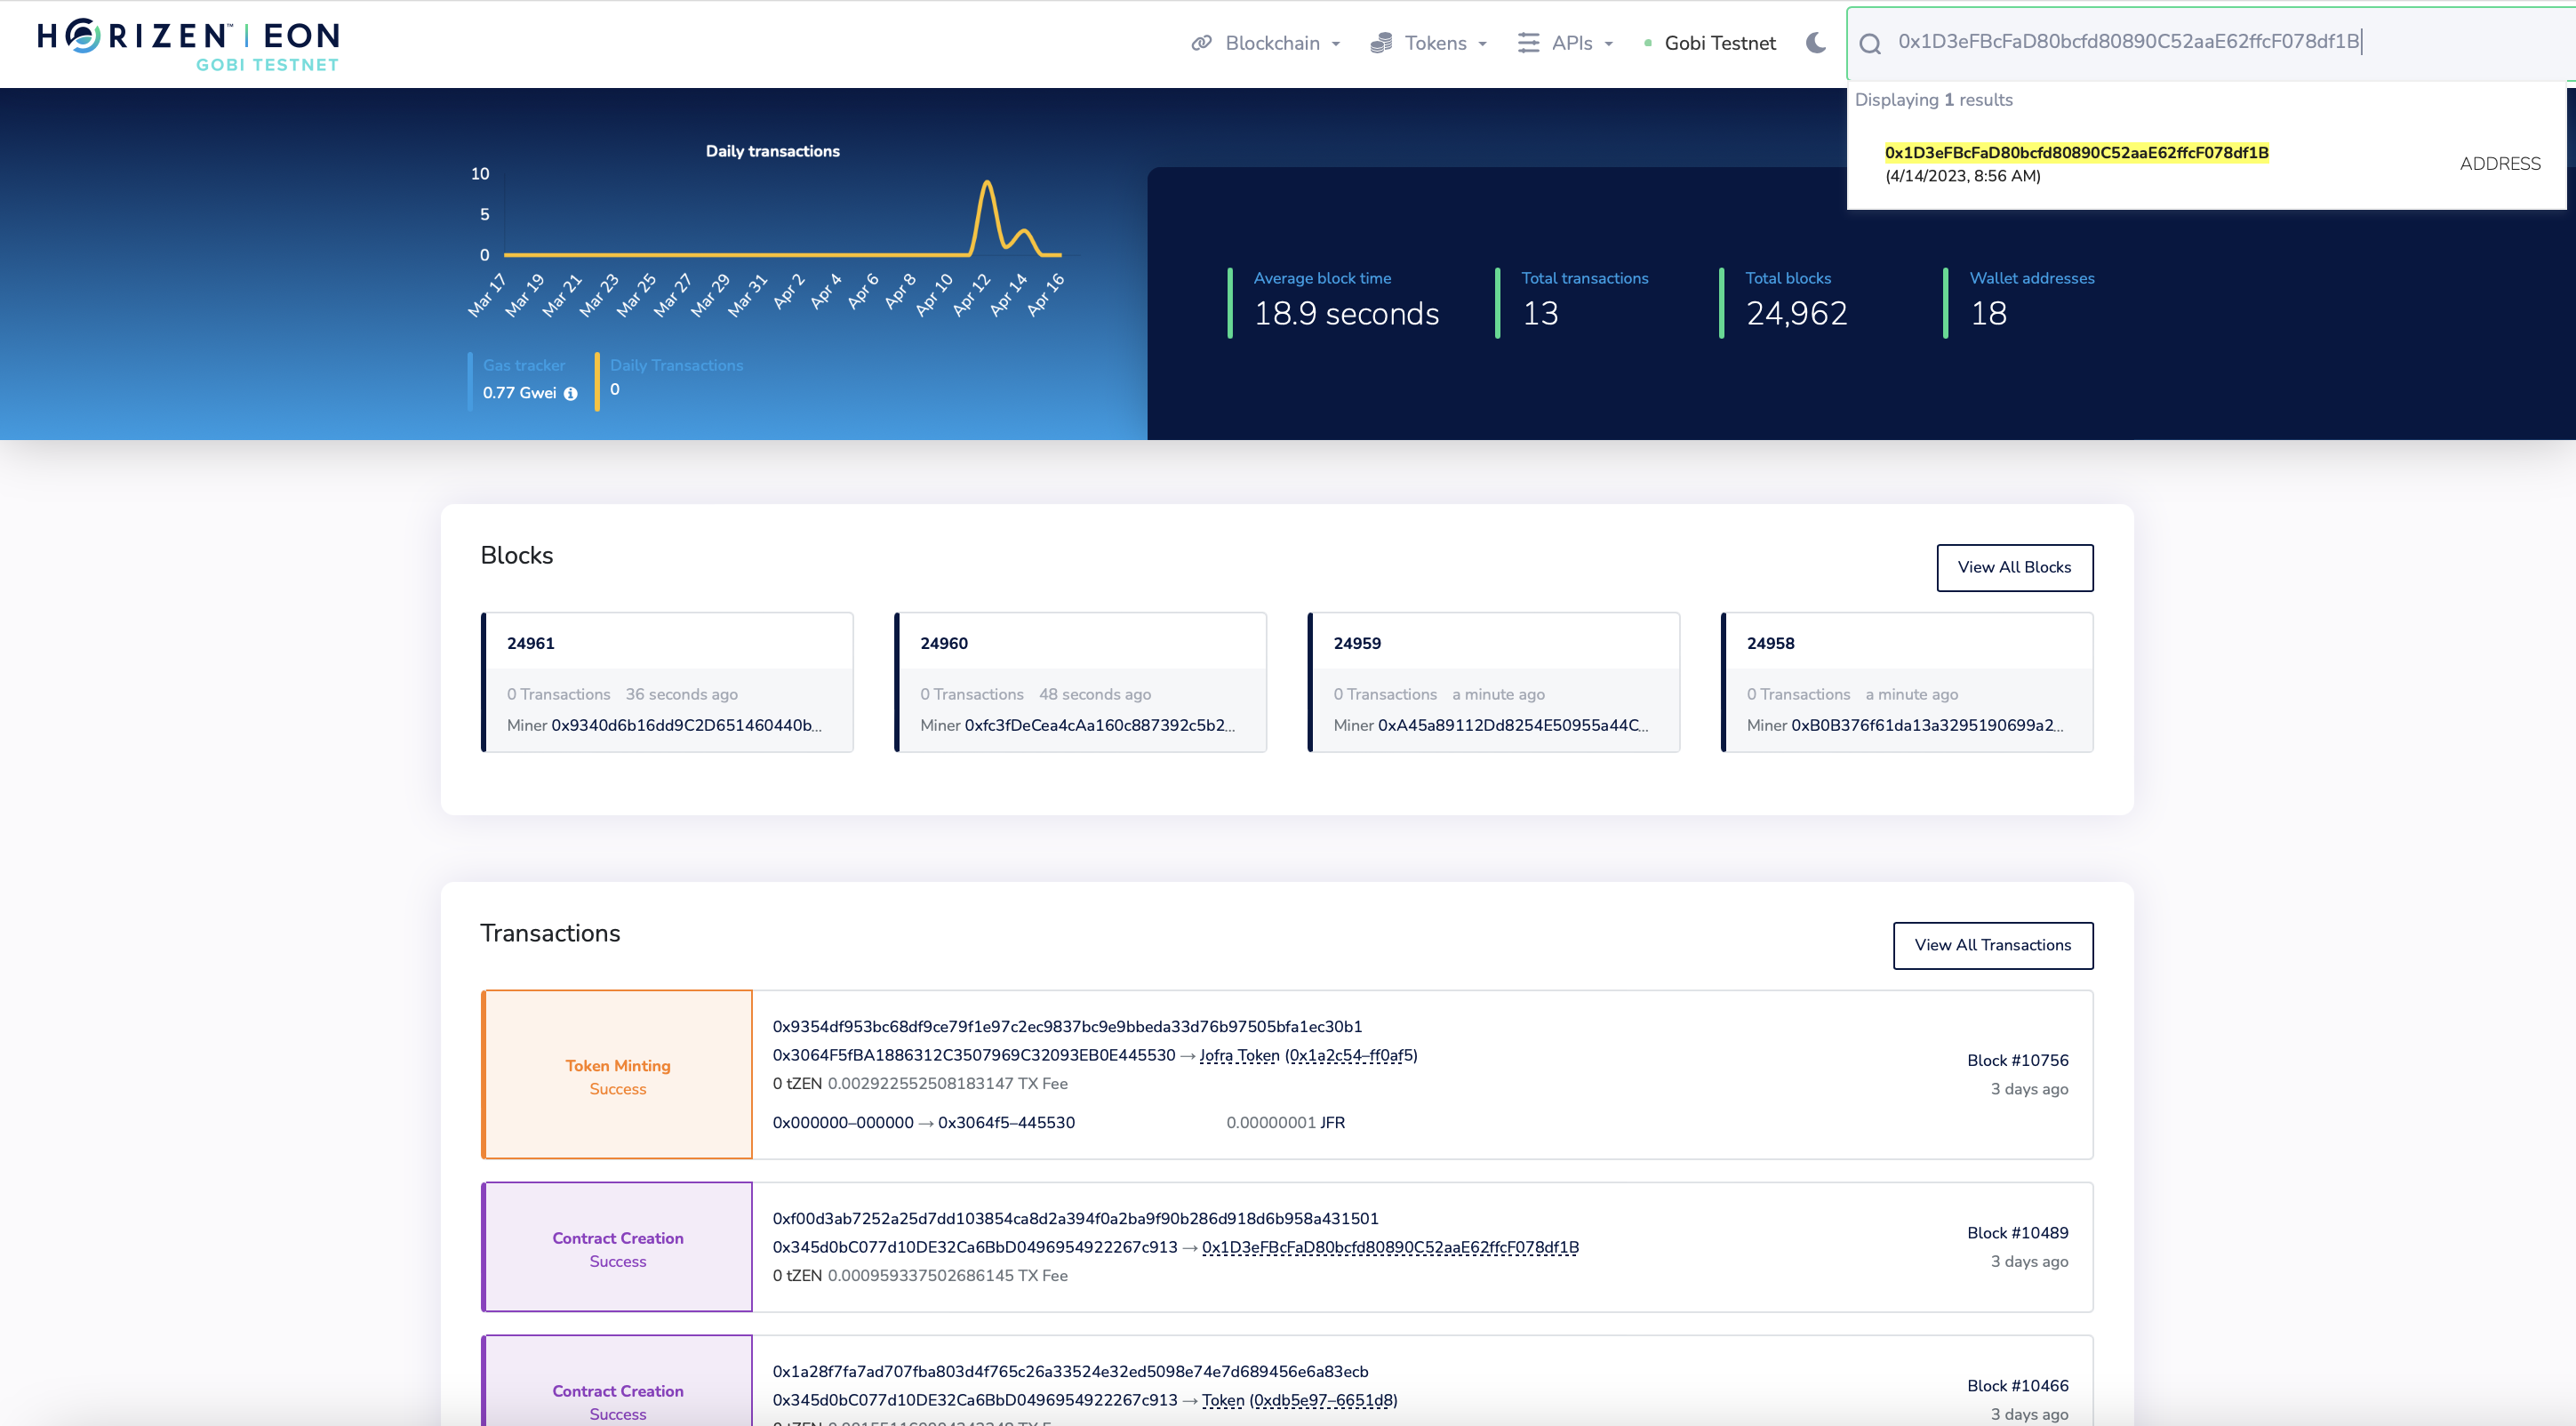 HORIZEN™ | EON
GOBI TESTNET
Blockchain
Tokens
APIs
Gobi Testnet
0x1D3eFBcFaD80bcfd80890C52aaE62ffcF078df1B
Displaying 1 results
0x1D3eFBcFaD80bcfd80890C52aaE62ffcF078df1B
(4/14/2023, 8:56 AM)
ADDRESS
Daily transactions
10
5
0
Mar 17
Mar 19
Mar 21
Mar 23
Mar 25
Mar 27
Mar 29
Mar 31
Apr 2
Apr 4
Apr 6
Apr 8
Apr 10
Apr 12
Apr 14
Apr 16
Gas tracker
0.77 Gwei
Daily Transactions
0
Average block time
18.9 seconds
Total transactions
13
Total blocks
24,962
Wallet addresses
18
Blocks
View All Blocks
24961
0 Transactions 36 seconds ago
Miner 0x9340d6b16dd9C2D651460440b...
24960
0 Transactions 48 seconds ago
Miner 0xfc3fDeCea4cAa160c887392c5b2...
24959
0 Transactions a minute ago
Miner 0xA45a89112Dd8254E50955a44C...
24958
0 Transactions a minute ago
Miner 0xB0B376f61da13a3295190699a2...
Transactions
View All Transactions
Token Minting
Success
0x9354df953bc68df9ce79f1e97c2ec9837bc9e9bbeda33d76b97505bfa1ec30b1
0x3064F5fBA1886312C3507969C32093EB0E445530 → Jofra Token (0x1a2c54–ff0af5)
0 tZEN 0.002922552508183147 TX Fee
0x000000–000000 → 0x3064f5–445530 0.00000001 JFR
Block #10756
3 days ago
Contract Creation
Success
0xf00d3ab7252a25d7dd103854ca8d2a394f0a2ba9f90b286d918d6b958a431501
0x345d0bC077d10DE32Ca6BbD0496954922267c913 → 0x1D3eFBcFaD80bcfd80890C52aaE62ffcF078df1B
0 tZEN 0.000959337502686145 TX Fee
Block #10489
3 days ago
Contract Creation
Success
0x1a28f7fa7ad707fba803d4f765c26a33524e32ed5098e74e7d689456e6a83ecb
0x345d0bC077d10DE32Ca6BbD0496954922267c913 → Token (0xdb5e97–6651d8)
Block #10466
3 days ago